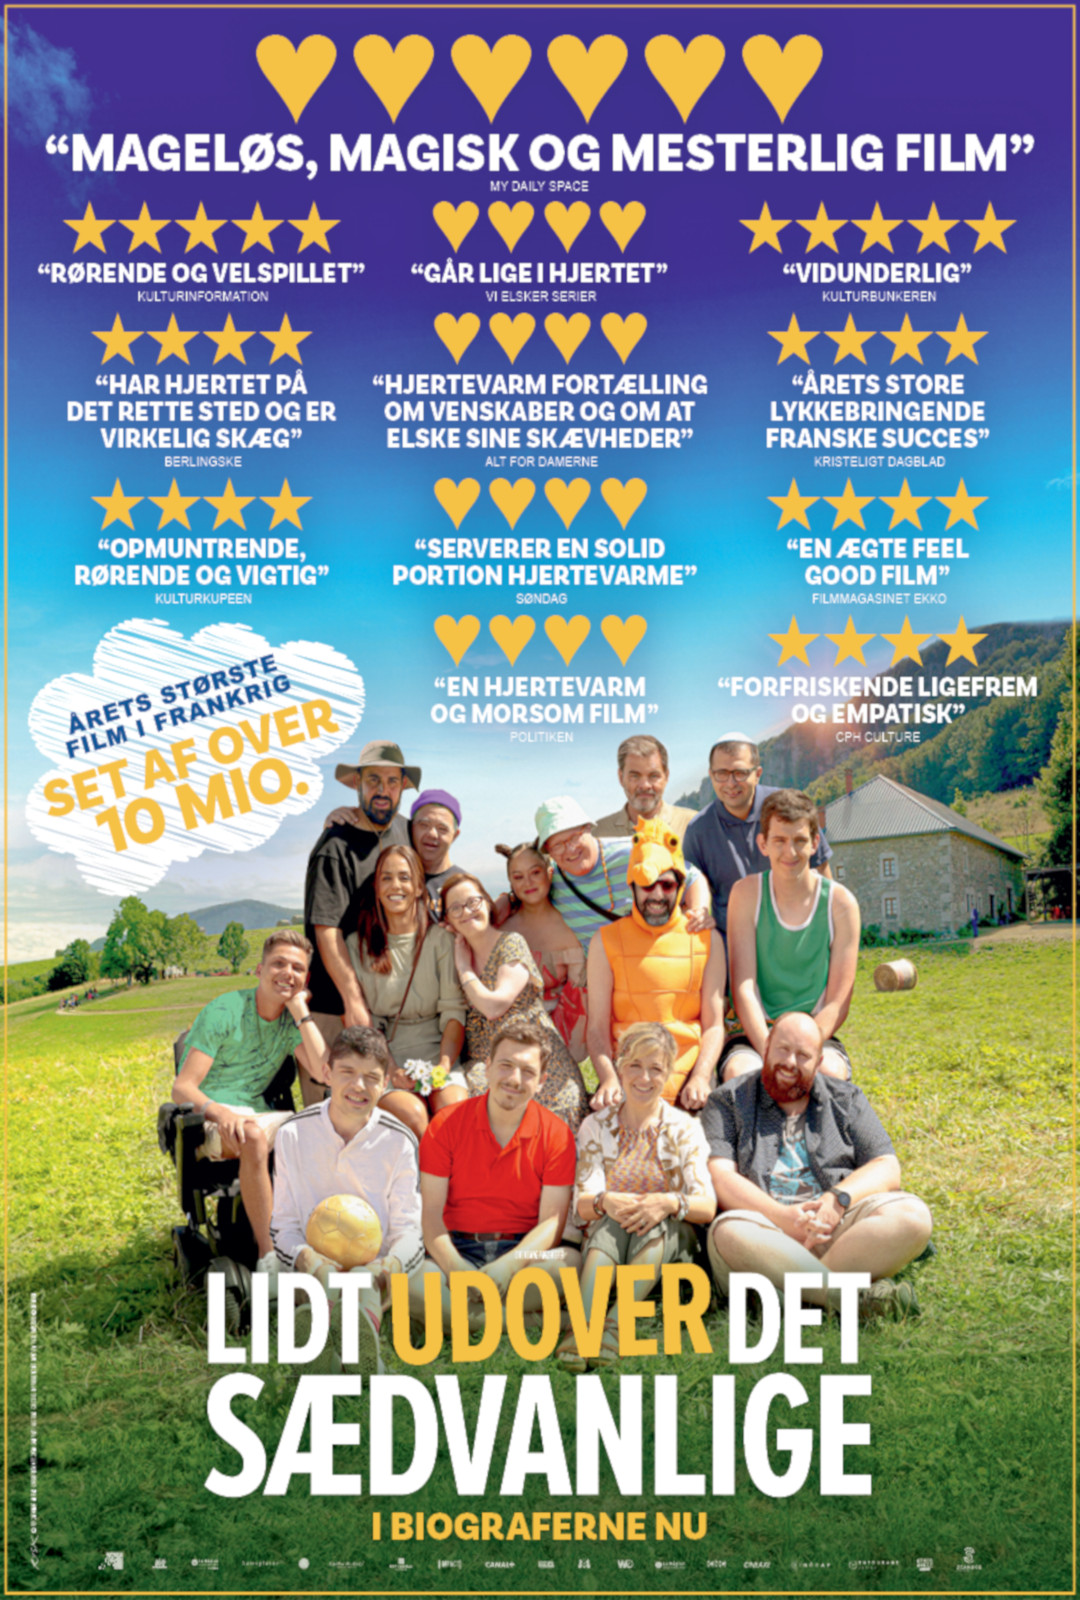 “MAGELØS, MAGISK OG MESTERLIG FILM”
MY DAILY SPACE
“RØRENDE OG VELSPILLET”
KULTURINFORMATION
“GÅR LIGE I HJERTET”
VI ELSKER SERIER
“VIDUNDERLIG”
KULTURBUNKEREN
“HAR HJERTET PÅ
DET RETTE STED OG ER
VIRKELIG SKÆG”
BERLINGSKE
“HJERTEVARM FORTÆLLING
OM VENSKABER OG OM AT
ELSKE SINE SKÆVHEDER”
ALT FOR DAMERNE
“ÅRETS STORE
LYKKEBRINGENDE
FRANSKE SUCCES”
KRISTELIGT DAGBLAD
“OPMUNTRENDE,
RØRENDE OG VIGTIG”
KULTURKUPEEN
“SERVERER EN SOLID
PORTION HJERTEVARME”
SØNDAG
“EN ÆGTE FEEL
GOOD FILM”
FILMMAGASINET EKKO
“EN HJERTEVARM
OG MORSOM FILM”
POLITIKEN
“FORFRISKENDE LIGEFREM
OG EMPATISK”
CPH CULTURE
ÅRETS STØRSTE
FILM I FRANKRIG
SET AF OVER
10 MIO.
LIDT UDOVER DET
SÆDVANLIGE
I BIOGRAFERNE NU
CANAL+